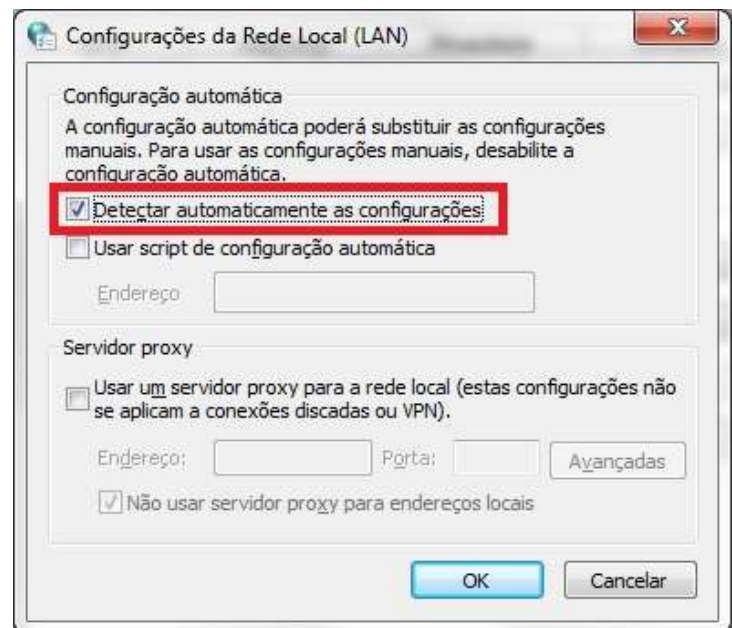 Configurações da Rede Local (LAN)
Configuração automática
A configuração automática poderá substituir as configurações
manuais. Para usar as configurações manuais, desabilite a
configuração automática.
Detectar automaticamente as configurações
Usar script de configuração automática
Endereço
Servidor proxy
Usar um servidor proxy para a rede local (estas configurações não
se aplicam a conexões discadas ou VPN).
Endereço:
Porta:
Avançadas
Não usar servidor proxy para endereços locais
OK
Cancelar